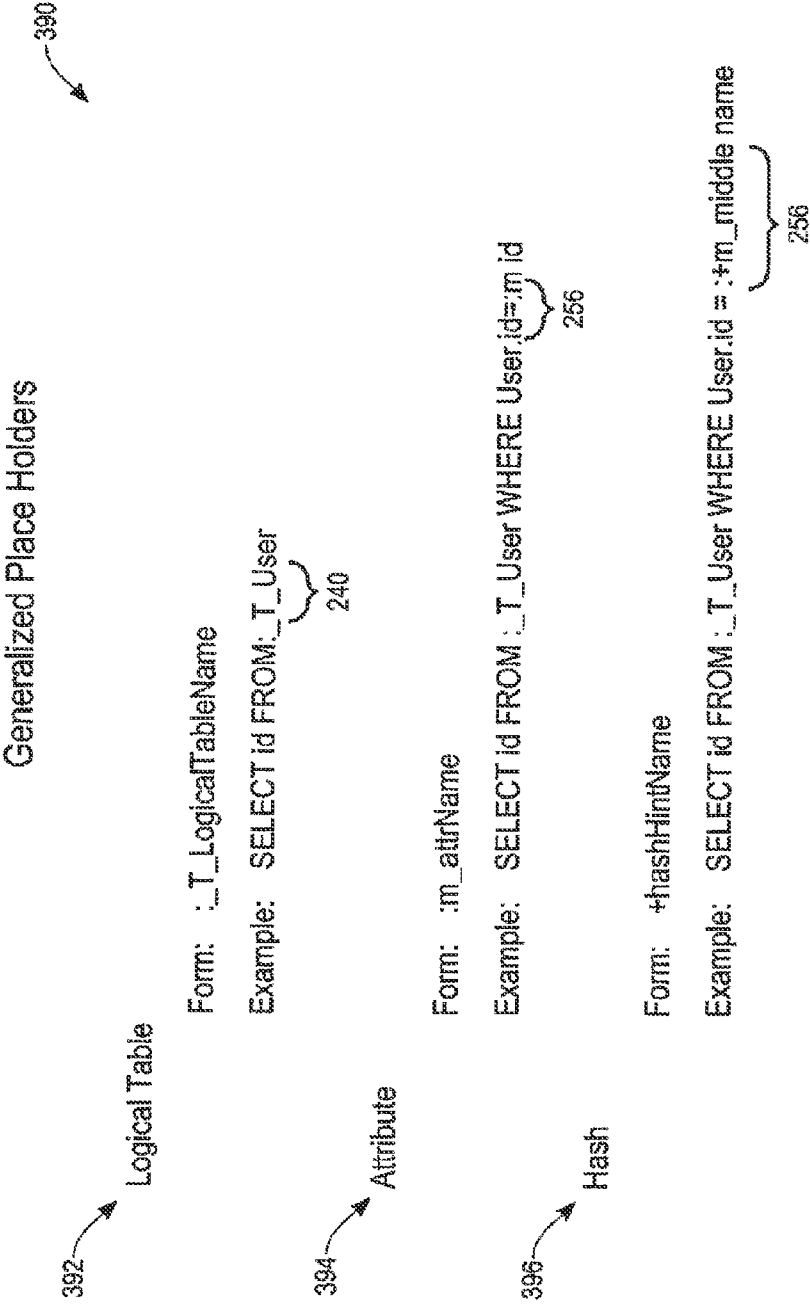 Generalized Place Holders
390
392
Logical Table
Form: :_T_LogicalTableName
Example: SELECT id FROM:_T_User
240
394
Attribute
Form: :m_attrName
Example: SELECT id FROM :_T_User WHERE User.id=:m id
256
396
Hash
Form: +hashHintName
Example: SELECT id FROM :_T_User WHERE User.id = :+m_middle name
256